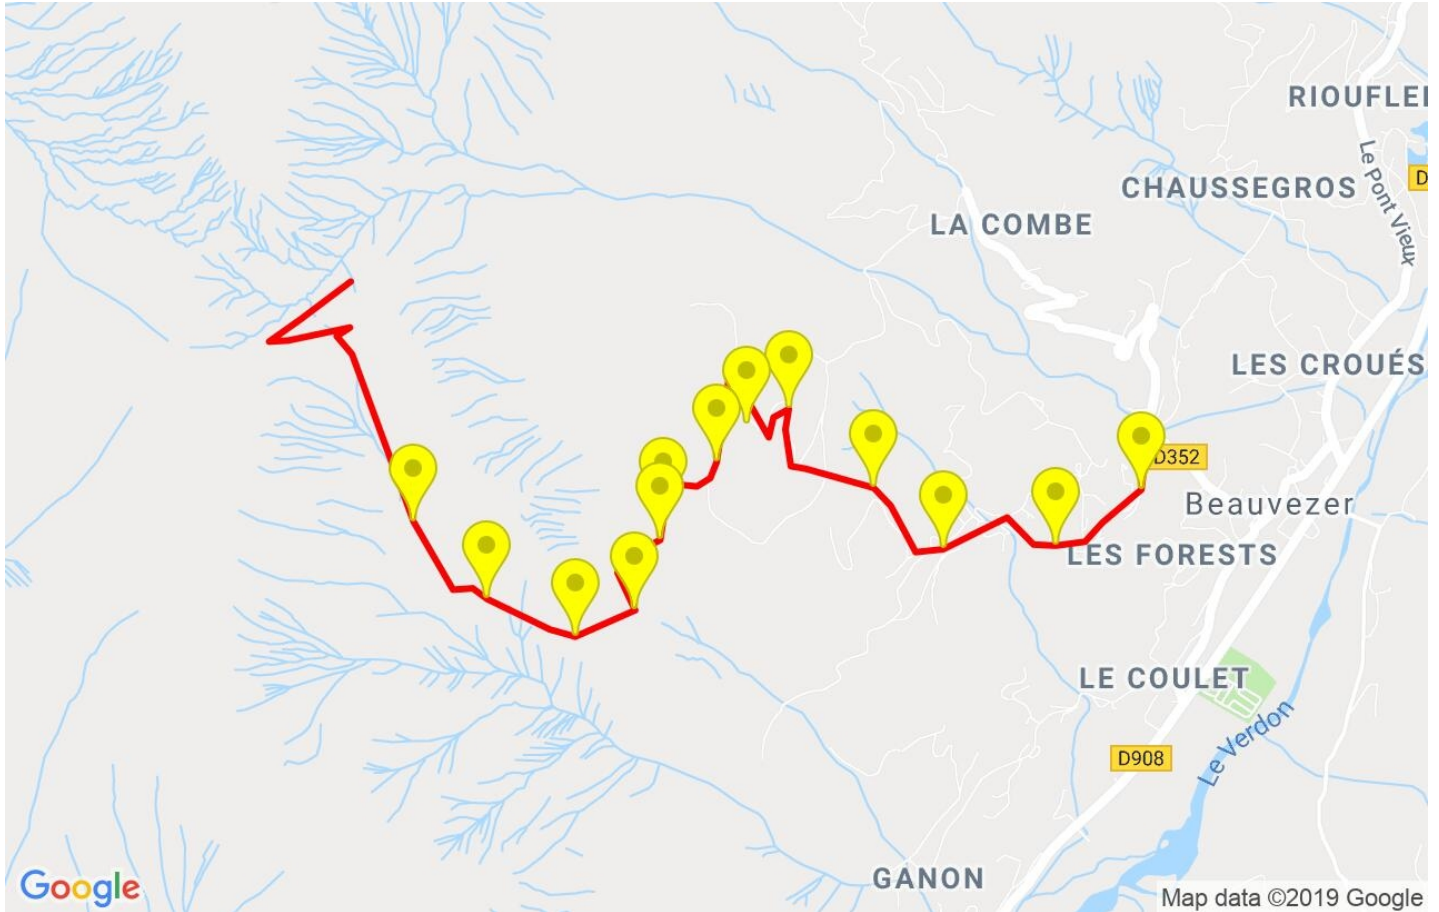 RIOUFLE
Le Pont Vieux
D
CHAUSSEGROS
LA COMBE
LES CROUÉS
D352
Beauvezer
LES FORESTS
LE COULET
Le Verdon
D908
GANON
Google
Map data ©2019 Google